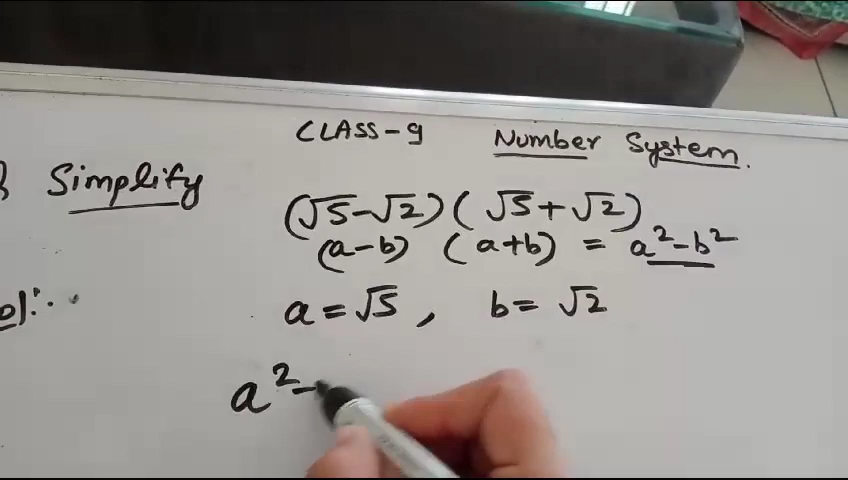 CLASS-9 Number System.
Simplify (√5-√2)(√5+√2)
(a-b) (a+b) = a²-b²
a=√5, b=√2
a²-